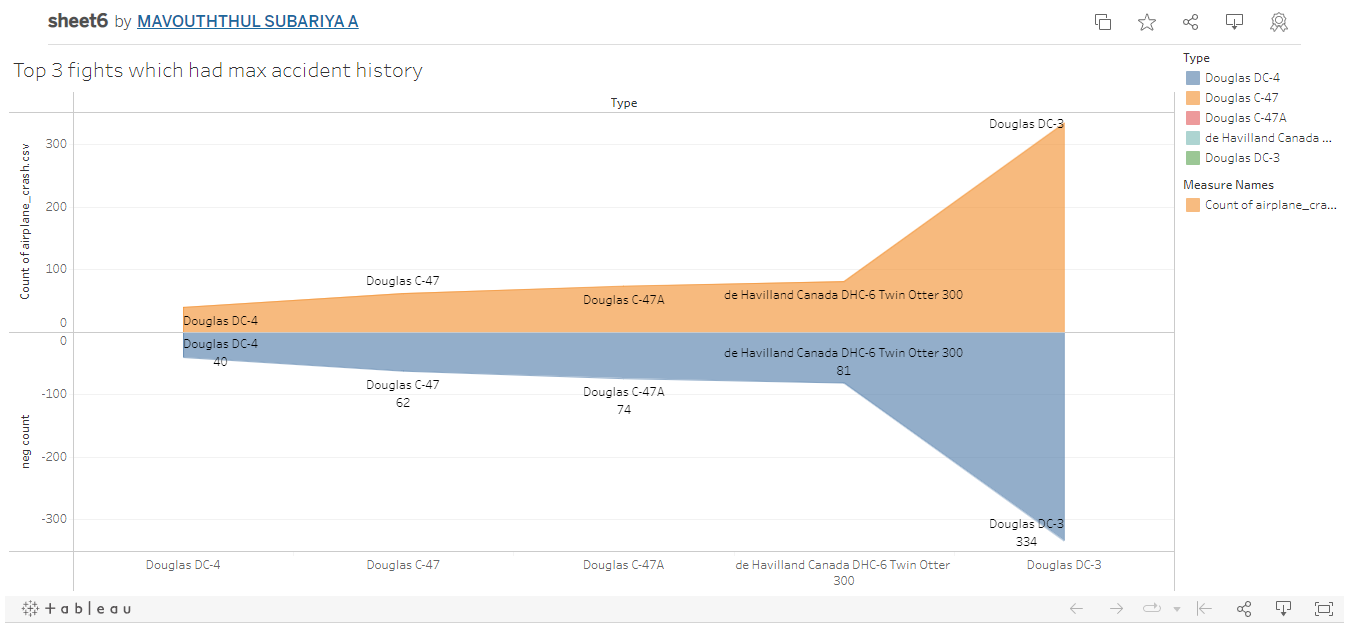 sheet6 by MAVOUTHTHUL SUBARIYA A
Top 3 fights which had max accident history
Type
Count of airplane_crash.csv
300
200
100
0
Douglas DC-4
Douglas C-47
Douglas C-47A
de Havilland Canada DHC-6 Twin Otter 300
Douglas DC-3
neg count
0
-100
-200
-300
Douglas DC-4
40
Douglas C-47
62
Douglas C-47A
74
de Havilland Canada DHC-6 Twin Otter 300
81
Douglas DC-3
334
Douglas DC-4
Douglas C-47
Douglas C-47A
de Havilland Canada DHC-6 Twin Otter
300
Douglas DC-3
Type
Douglas DC-4
Douglas C-47
Douglas C-47A
de Havilland Canada ...
Douglas DC-3
Measure Names
Count of airplane_cra...
+ a b | e a u